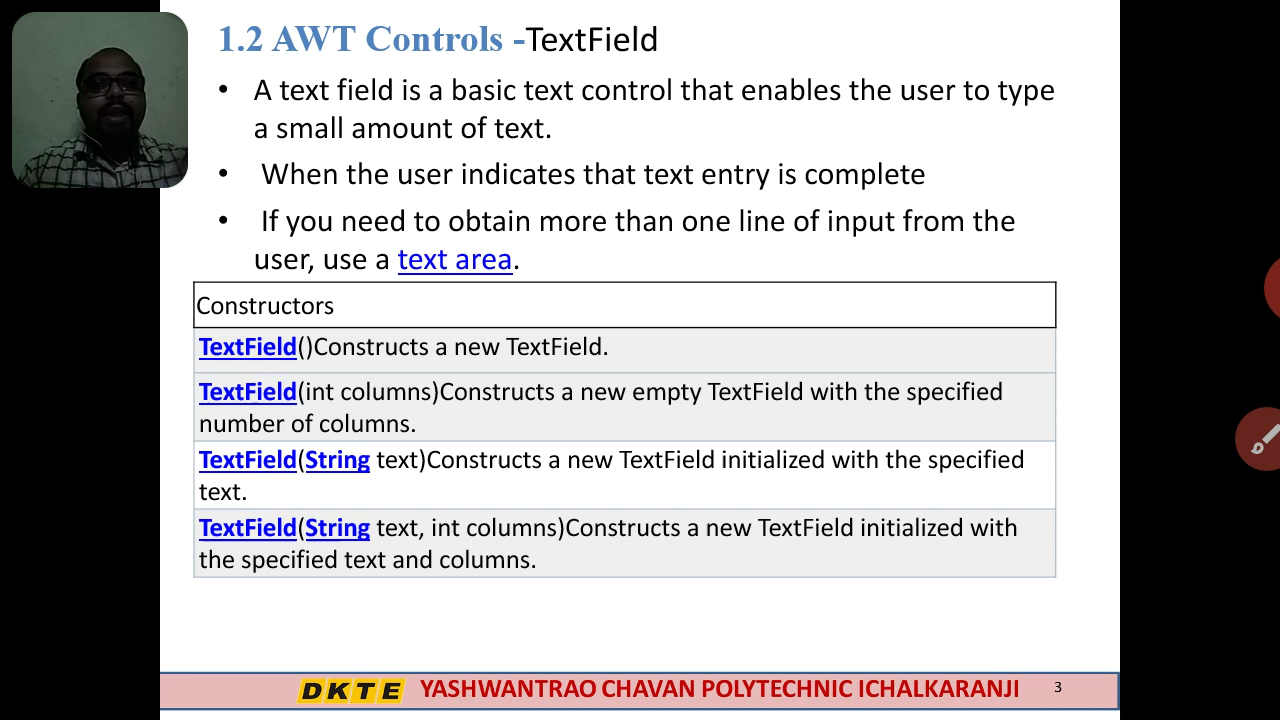 1.2 AWT Controls -TextField
• A text field is a basic text control that enables the user to type
a small amount of text.
• When the user indicates that text entry is complete
• If you need to obtain more than one line of input from the
user, use a text area.
Constructors
TextField()Constructs a new TextField.
TextField(int columns)Constructs a new empty TextField with the specified
number of columns.
TextField(String text)Constructs a new TextField initialized with the specified
text.
TextField(String text, int columns)Constructs a new TextField initialized with
the specified text and columns.
DKTE YASHWANTRAO CHAVAN POLYTECHNIC ICHALKARANJI 3